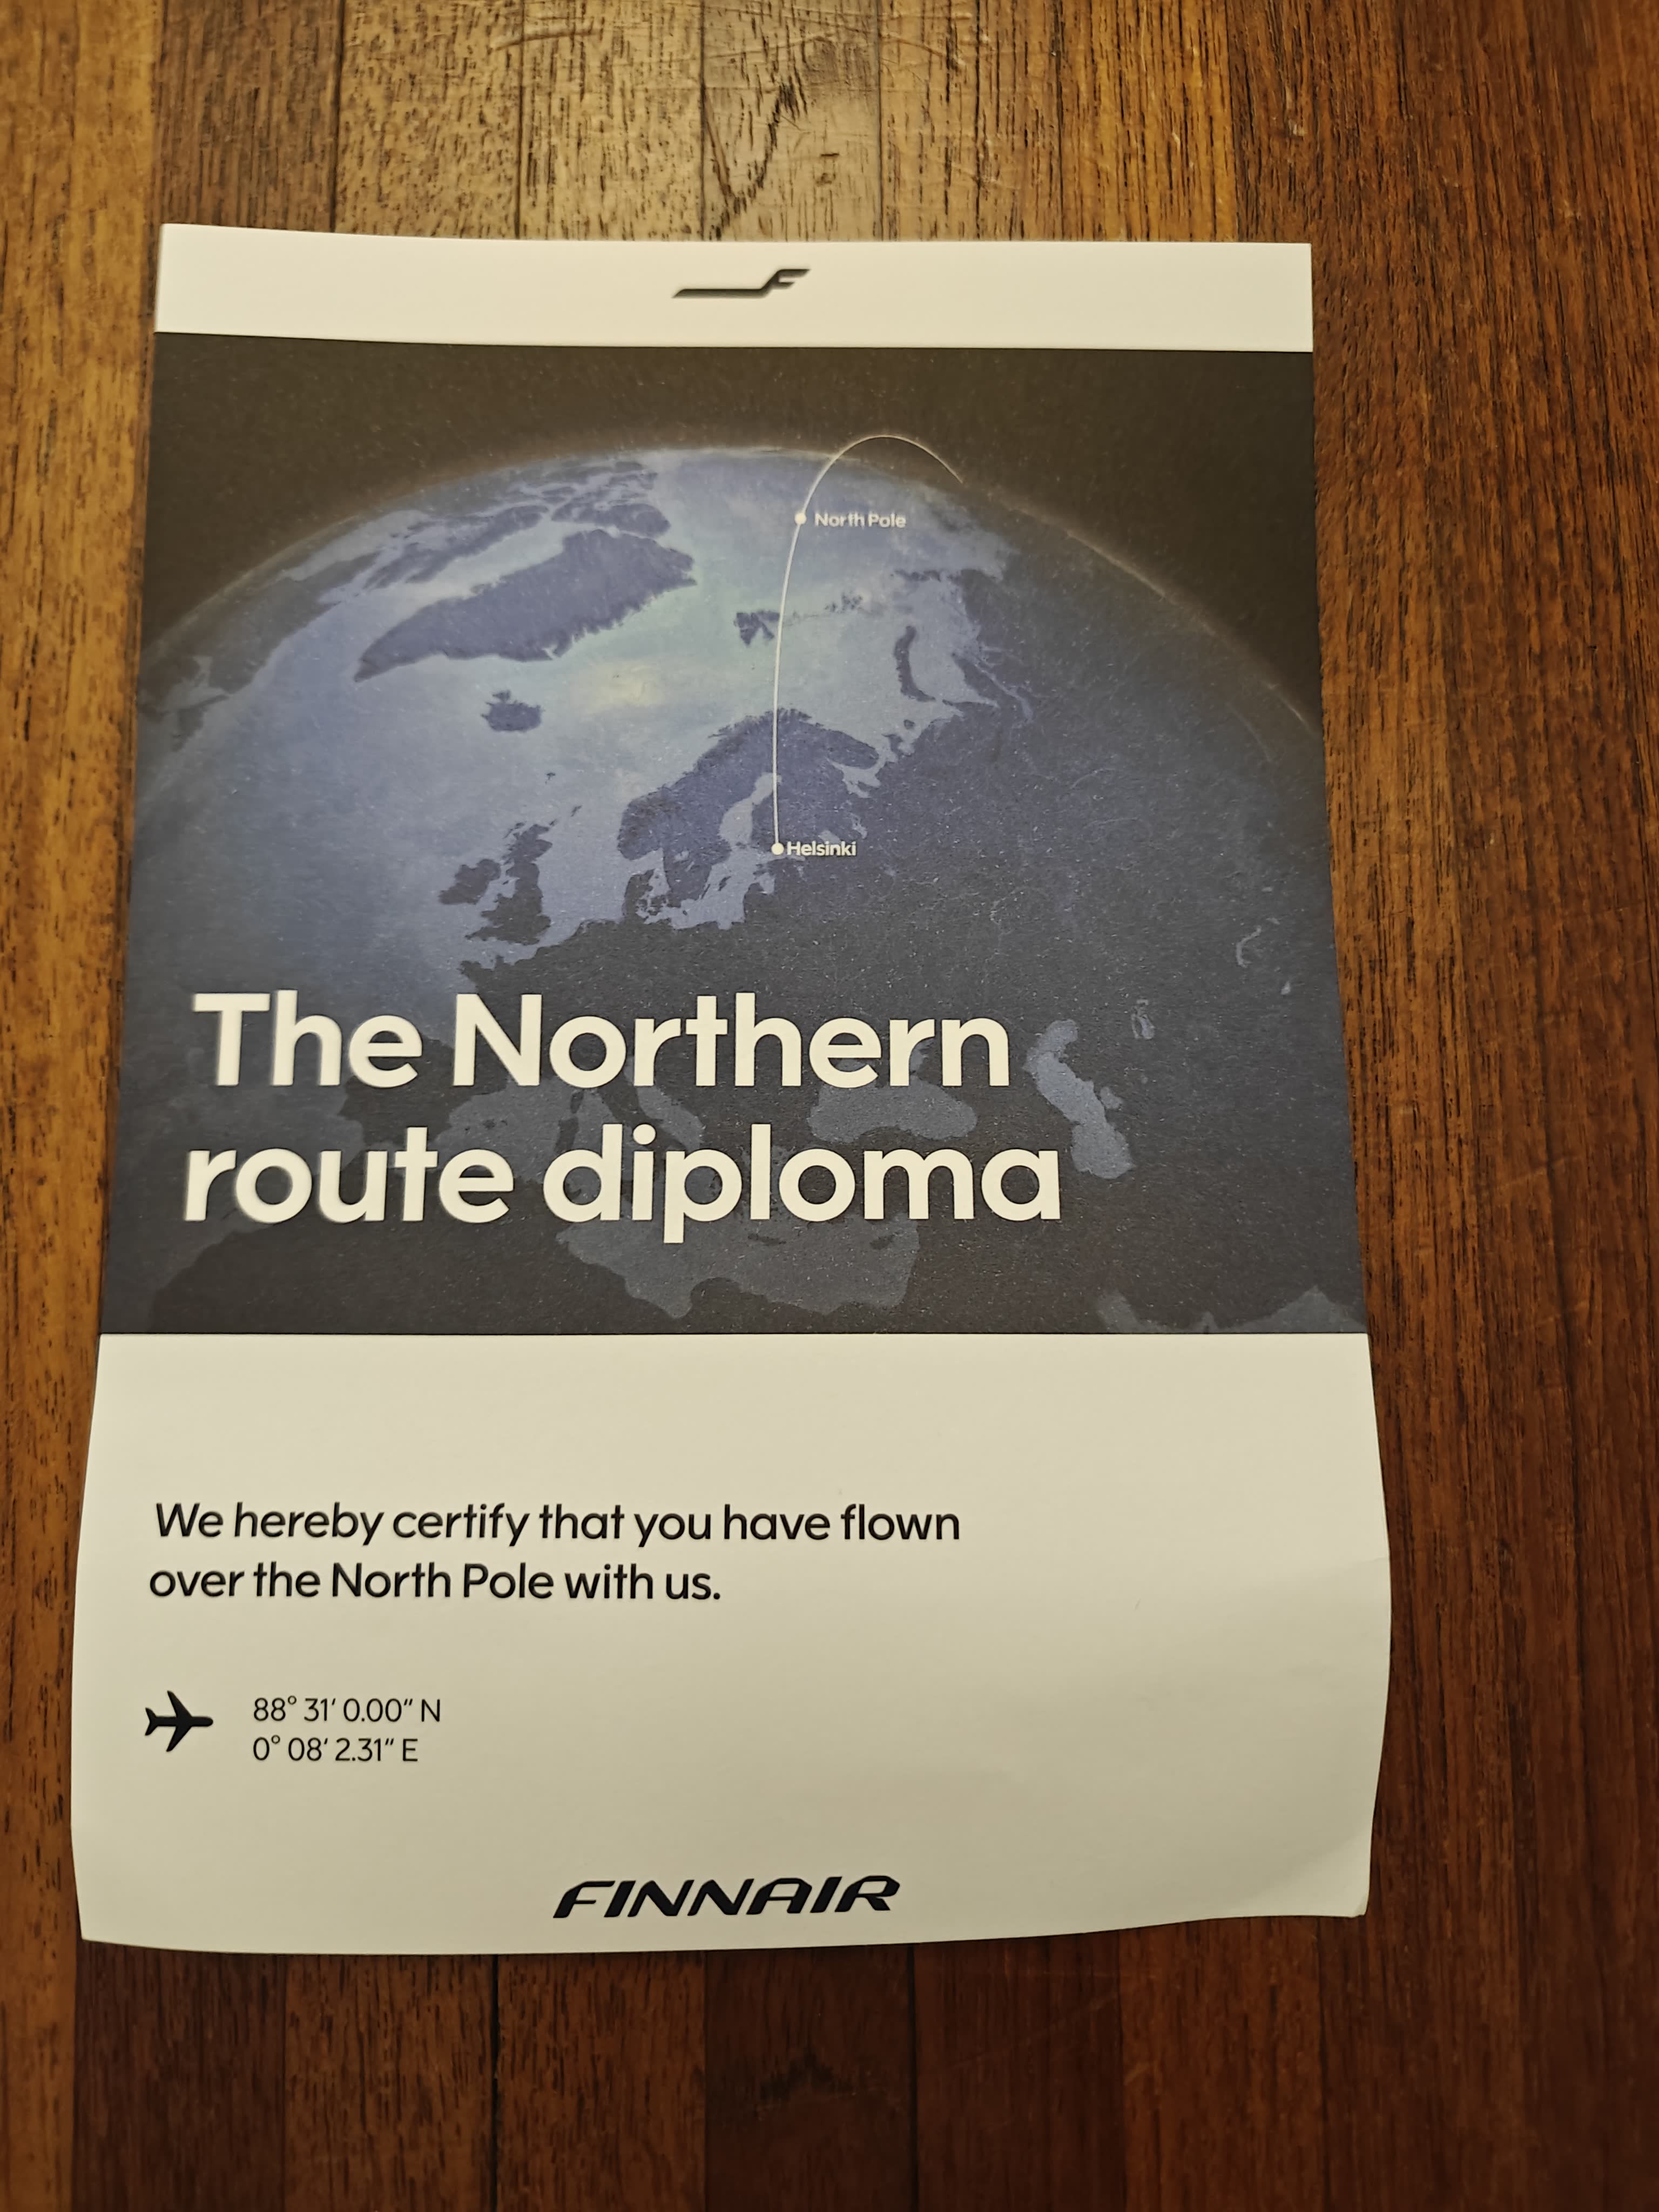 North Pole
Helsinki
The Northern
route diploma
We hereby certify that you have flown
over the North Pole with us.
88° 31′ 0.00″ N
0° 08′ 2.31″ E
FINNAIR